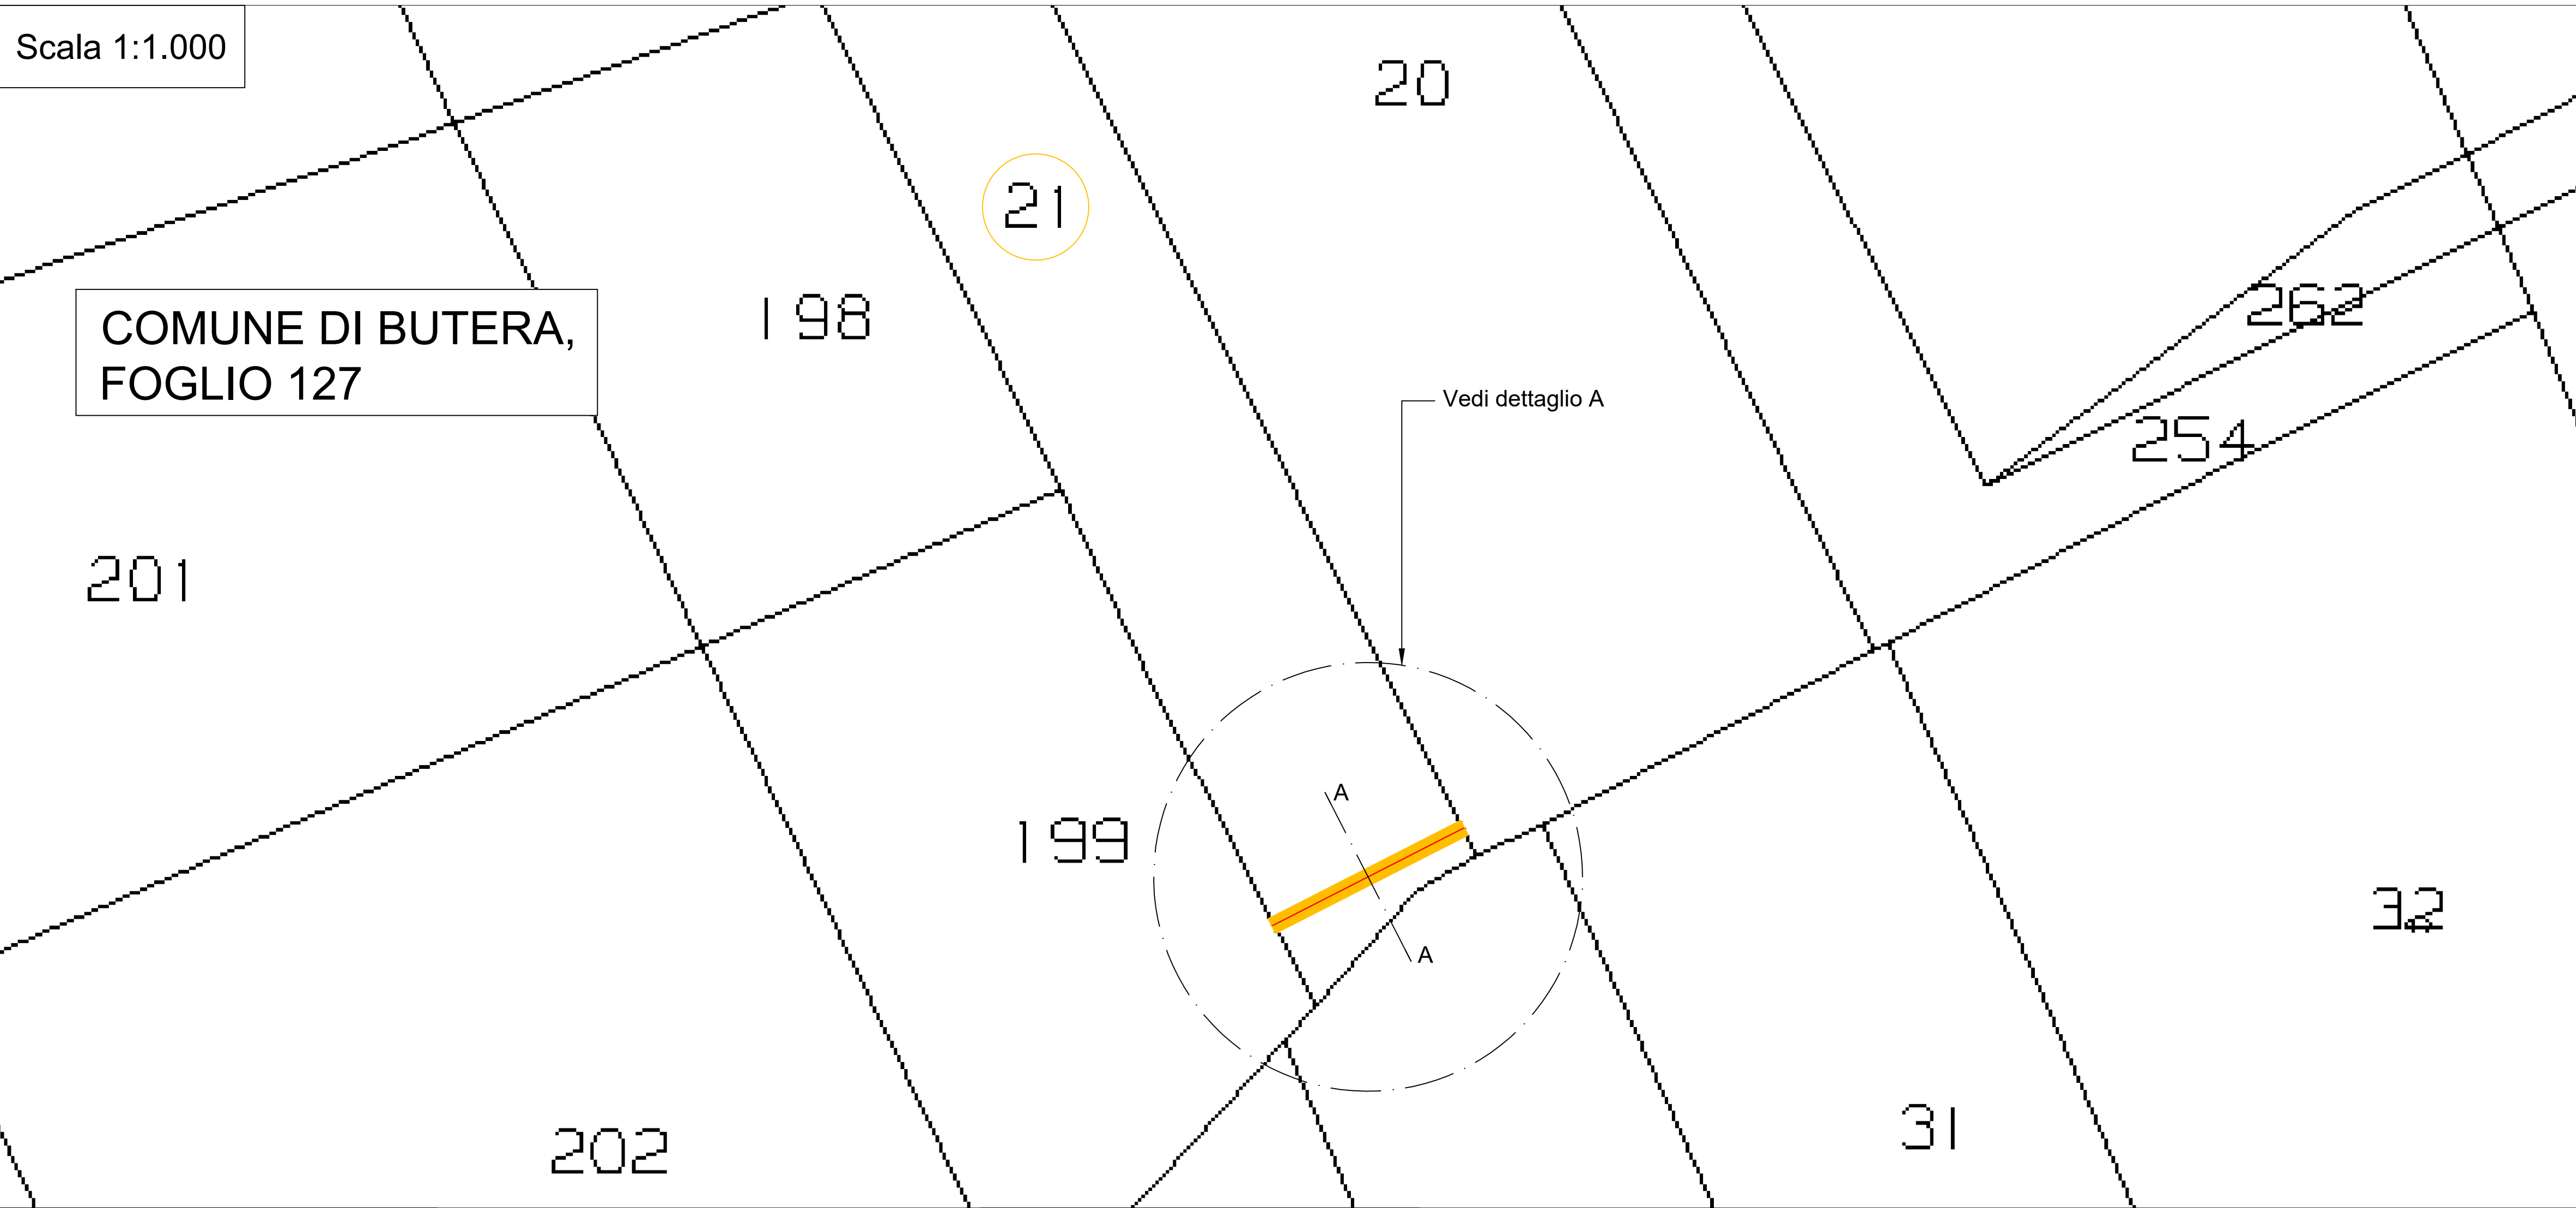 Scala 1:1.000
20
21
COMUNE DI BUTERA,
FOGLIO 127
198
262
Vedi dettaglio A
254
201
A
199
32
A
31
202